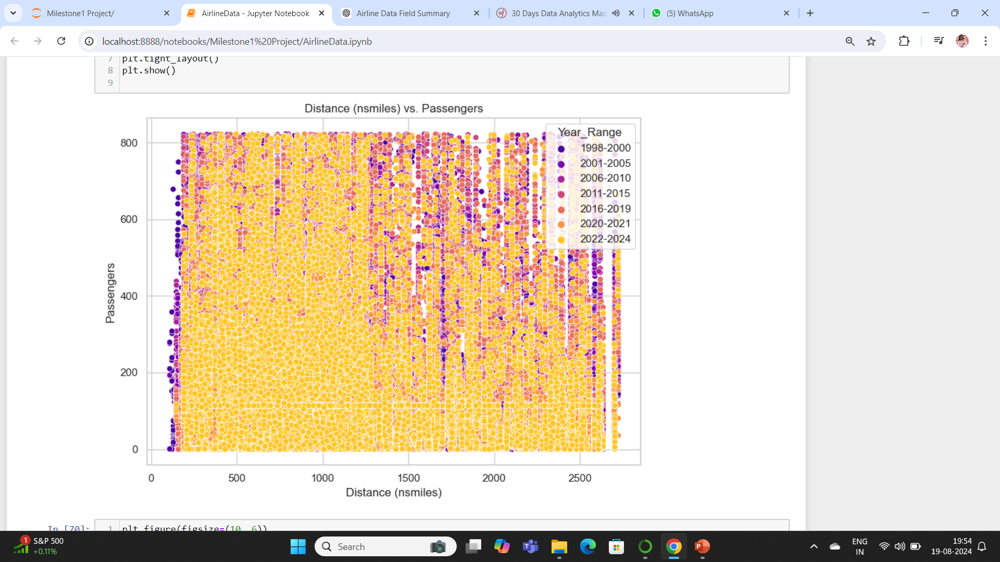 Milestone1 Project/
AirlineData - Jupyter Notebook
Airline Data Field Summary
30 Days Data Analytics Mas
(5) WhatsApp
localhost:8888/notebooks/Milestone1%20Project/AirlineData.ipynb
7 plt.tight_layout()
8 plt.show()
9
Distance (nsmiles) vs. Passengers
Year_Range
1998-2000
2001-2005
2006-2010
2011-2015
2016-2019
2020-2021
2022-2024
800
600
400
200
0
Passengers
0 500 1000 1500 2000 2500
Distance (nsmiles)
In [70]: 1 plt.figure(figsize=(10, 6))
1
S&P 500
+0.11%
Search
ENG
IN
19:54
19-08-2024